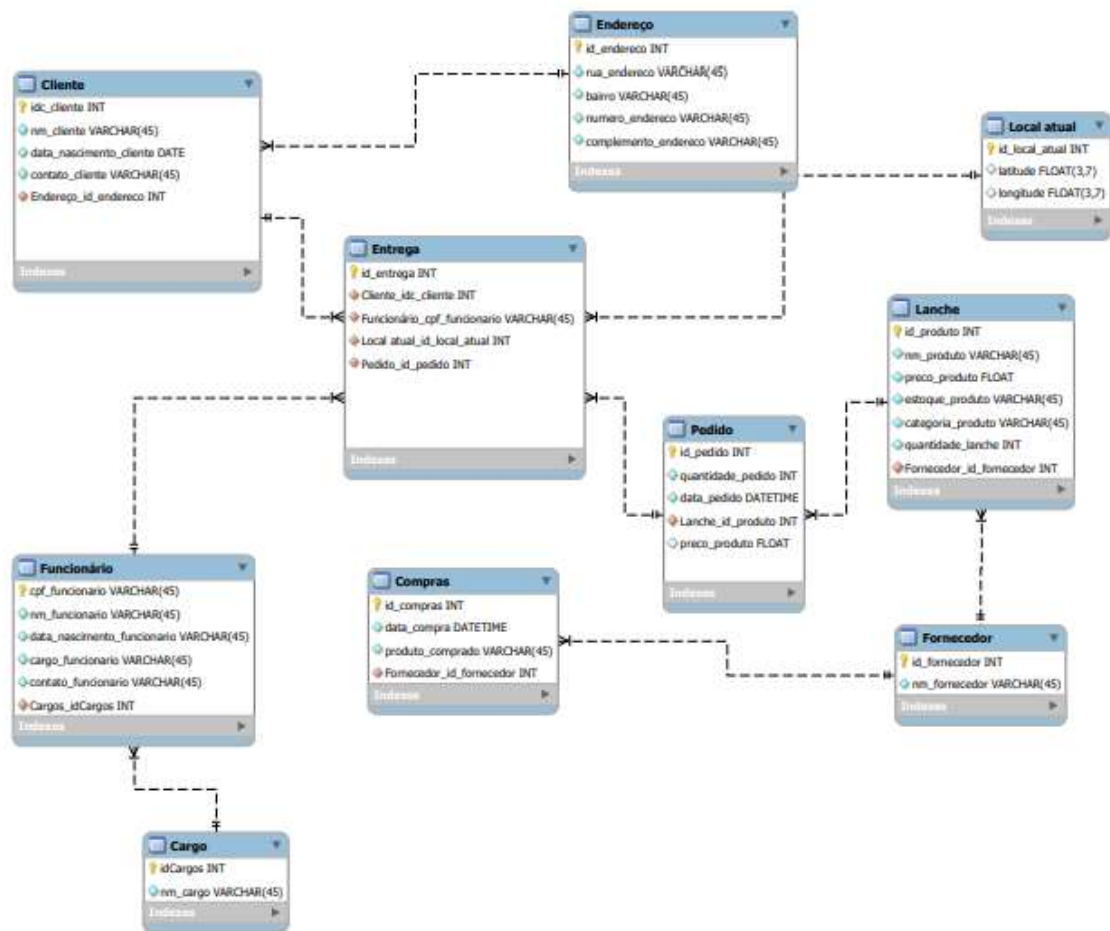 Endereço
id_endereco INT
rua_endereco VARCHAR(45)
bairro VARCHAR(45)
numero_endereco VARCHAR(45)
complemento_endereco VARCHAR(45)
Indexes
Cliente
idc_cliente INT
nm_cliente VARCHAR(45)
data_nascimento_cliente DATE
contato_cliente VARCHAR(45)
Endereço_id_endereco INT
Indexes
Local atual
id_local_atual INT
latitude FLOAT(3,7)
longitude FLOAT(3,7)
Indexes
Entrega
id_entrega INT
Cliente_idc_cliente INT
Funcionário_cpf_funcionario VARCHAR(45)
Local atual_id_local_atual INT
Pedido_id_pedido INT
Indexes
Lanche
id_produto INT
nm_produto VARCHAR(45)
preco_produto FLOAT
estoque_produto VARCHAR(45)
categoria_produto VARCHAR(45)
quantidade_lanche INT
Fornecedor_id_fornecedor INT
Indexes
Pedido
id_pedido INT
quantidade_pedido INT
data_pedido DATETIME
Lanche_id_produto INT
preco_produto FLOAT
Indexes
Funcionário
cpf_funcionario VARCHAR(45)
nm_funcionario VARCHAR(45)
data_nascimento_funcionario VARCHAR(45)
cargo_funcionario VARCHAR(45)
contato_funcionario VARCHAR(45)
Cargos_idCargos INT
Indexes
Compras
id_compras INT
data_compra DATETIME
produto_comprado VARCHAR(45)
Fornecedor_id_fornecedor INT
Indexes
Fornecedor
id_fornecedor INT
nm_fornecedor VARCHAR(45)
Indexes
Cargo
idCargos INT
nm_cargo VARCHAR(45)
Indexes